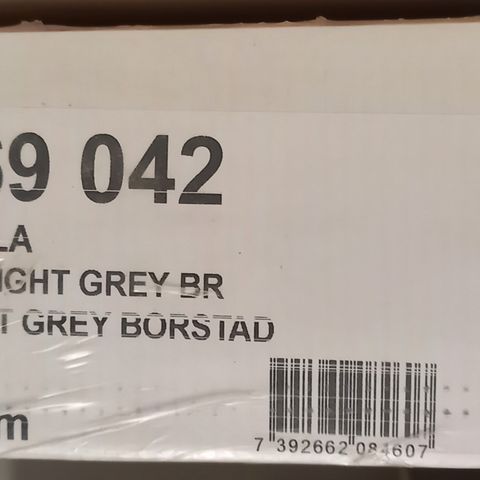 69 042
LA
IGHT GREY BR
T GREY BORSTAD
m
7 392662 084607